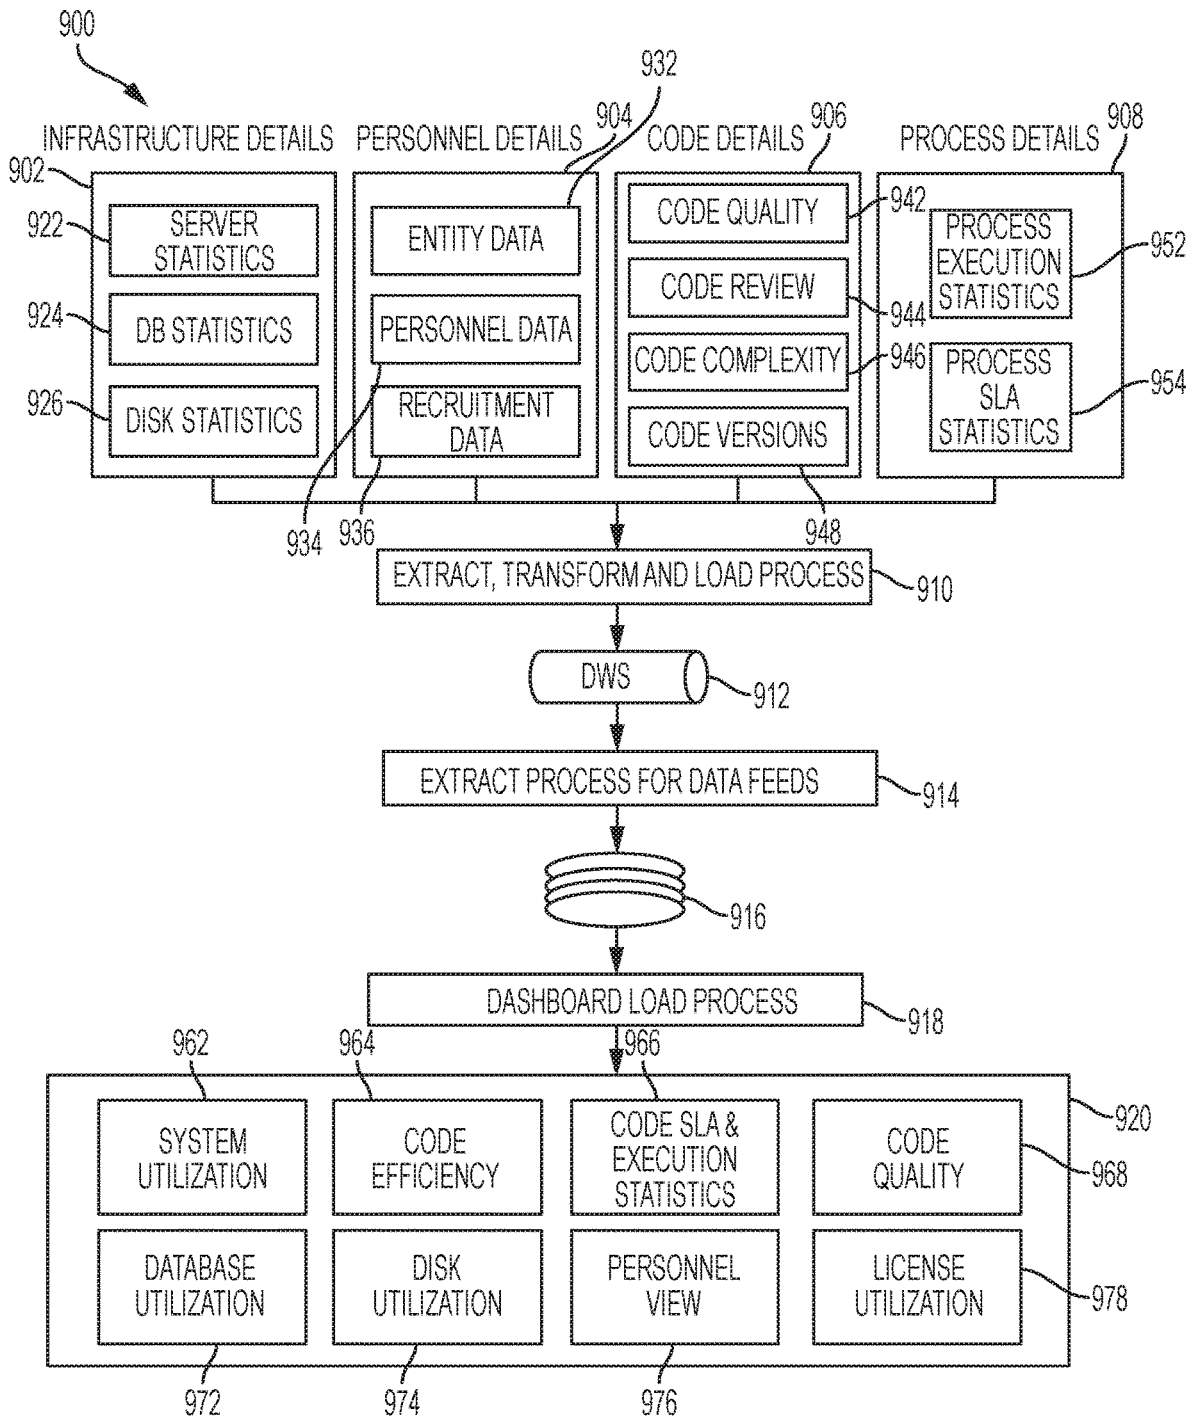 900
932
INFRASTRUCTURE DETAILS
PERSONNEL DETAILS
904
CODE DETAILS
906
PROCESS DETAILS
908
902
922
SERVER
STATISTICS
924
DB STATISTICS
926
DISK STATISTICS
ENTITY DATA
PERSONNEL DATA
RECRUITMENT
DATA
934
936
CODE QUALITY
942
CODE REVIEW
944
CODE COMPLEXITY
946
CODE VERSIONS
948
PROCESS
EXECUTION
STATISTICS
952
PROCESS
SLA
STATISTICS
954
EXTRACT, TRANSFORM AND LOAD PROCESS
910
DWS
912
EXTRACT PROCESS FOR DATA FEEDS
914
916
DASHBOARD LOAD PROCESS
918
962
964
966
920
SYSTEM
UTILIZATION
CODE
EFFICIENCY
CODE SLA &
EXECUTION
STATISTICS
CODE
QUALITY
968
DATABASE
UTILIZATION
DISK
UTILIZATION
PERSONNEL
VIEW
LICENSE
UTILIZATION
978
972
974
976